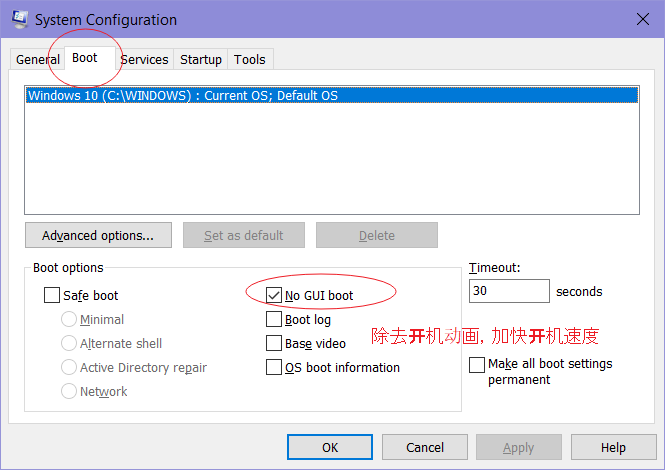 System Configuration
General
Boot
Services
Startup
Tools
Windows 10 (C:\WINDOWS) : Current OS; Default OS
Advanced options...
Set as default
Delete
Boot options
Timeout:
Safe boot
No GUI boot
30 seconds
Minimal
Boot log
Alternate shell
Base video
除去开机动画，加快开机速度
Active Directory repair
OS boot information
Make all boot settings
permanent
Network
OK
Cancel
Apply
Help